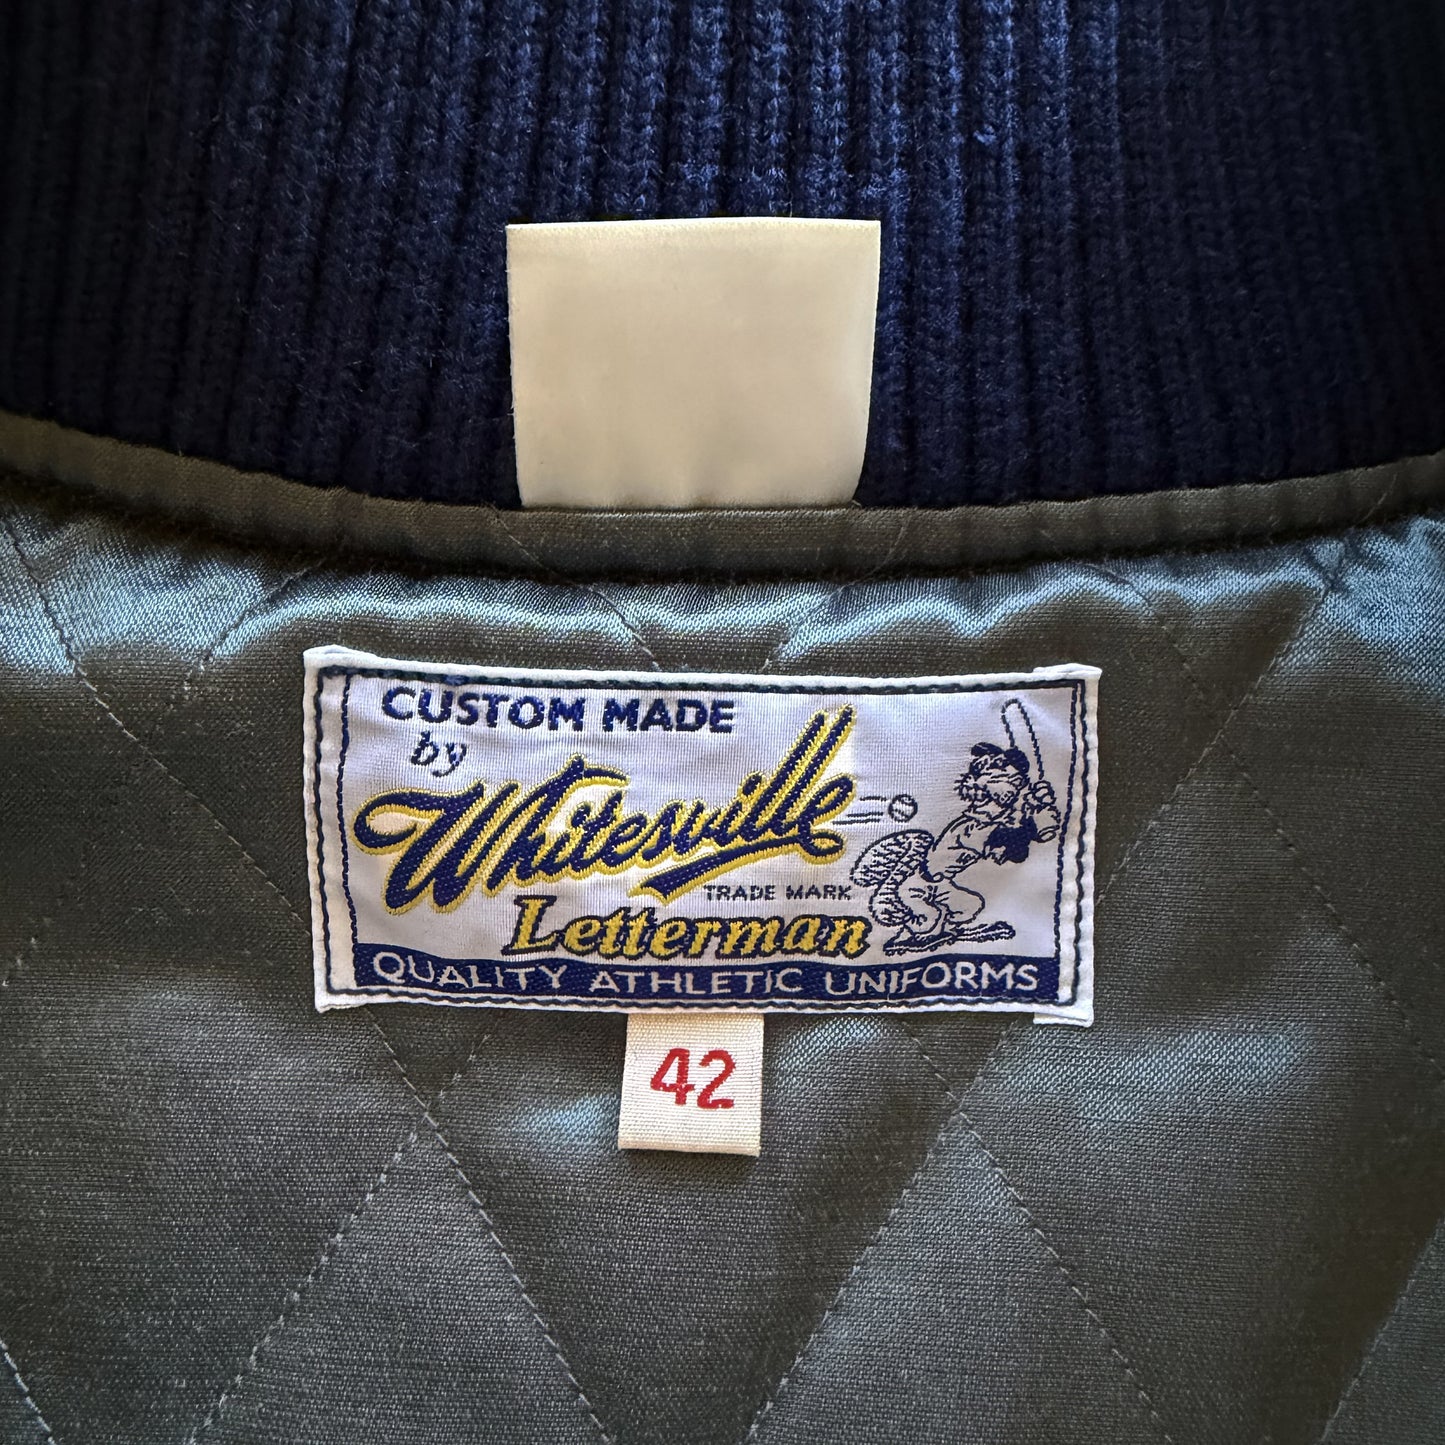 CUSTOM MADE
by
Whitesville
TRADE MARK
Letterman
QUALITY ATHLETIC UNIFORMS
42